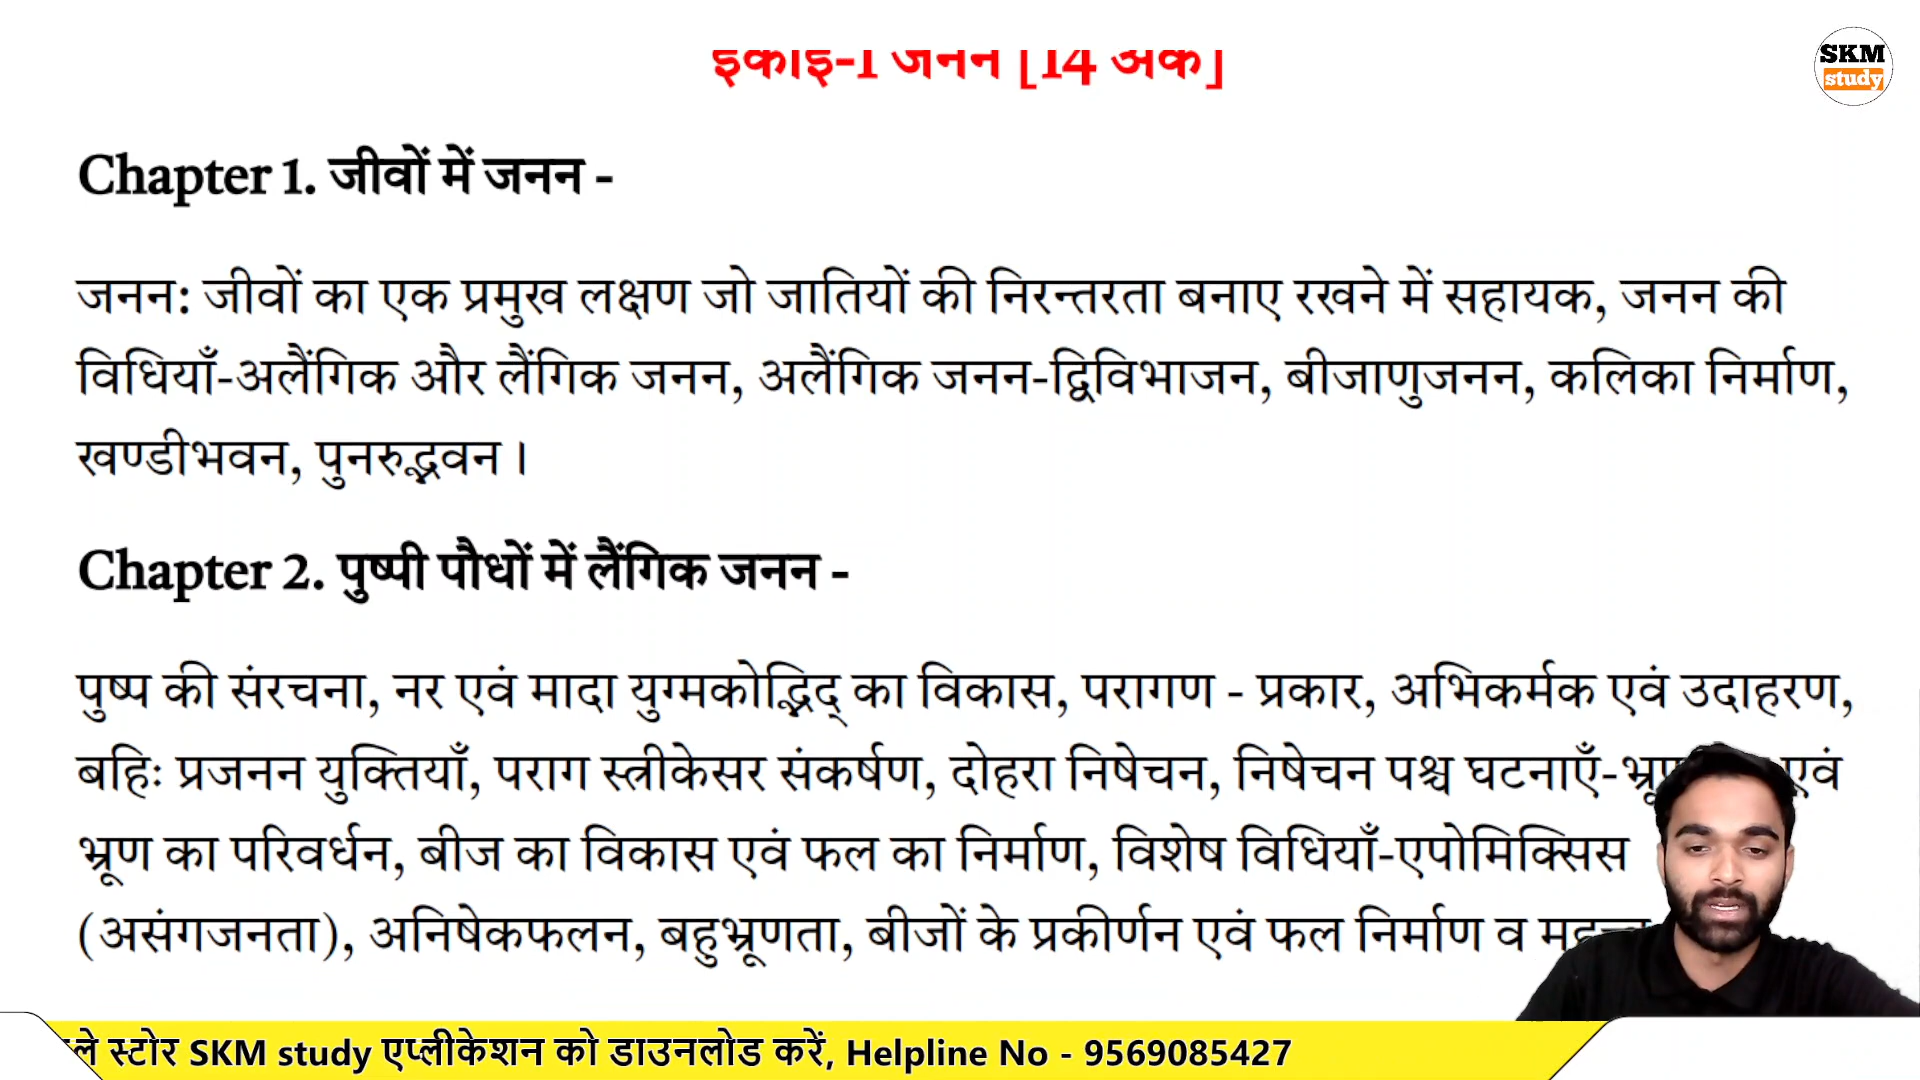 इकाई-1 जनन [14 अंक]
SKM
study
Chapter 1. जीवों में जनन -
जनन: जीवों का एक प्रमुख लक्षण जो जातियों की निरन्तरता बनाए रखने में सहायक, जनन की
विधियाँ-अलैंगिक और लैंगिक जनन, अलैंगिक जनन-द्विविभाजन, बीजाणुजनन, कलिका निर्माण,
खण्डीभवन, पुनरुद्भवन ।
Chapter 2. पुष्पी पौधों में लैंगिक जनन -
पुष्प की संरचना, नर एवं मादा युग्मकोद्भिद् का विकास, परागण - प्रकार, अभिकर्मक एवं उदाहरण,
बहिः प्रजनन युक्तियाँ, पराग स्त्रीकेसर संकर्षण, दोहरा निषेचन, निषेचन पश्च घटनाएँ- एवं
भ्रूण का परिवर्धन, बीज का विकास एवं फल का निर्माण, विशेष विधियाँ-एपोमिक्सिस
(असंगजनता), अनिषेकफलन, बहुभ्रूणता, बीजों के प्रकीर्णन एवं फल निर्माण व
स्टोर SKM study एप्लीकेशन को डाउनलोड करें, Helpline No - 9569085427